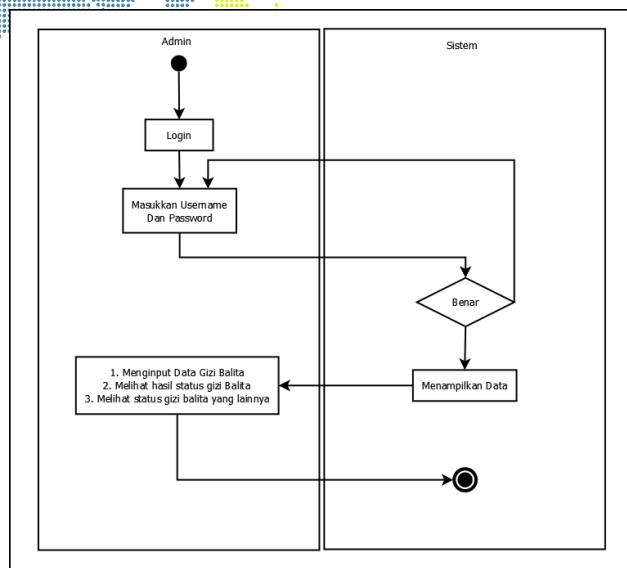 Admin
Sistem
Login
Masukkan Username
Dan Password
Benar
1. Menginput Data Gizi Balita
2. Melihat hasil status gizi Balita
3. Melihat status gizi balita yang lainnya
Menampilkan Data